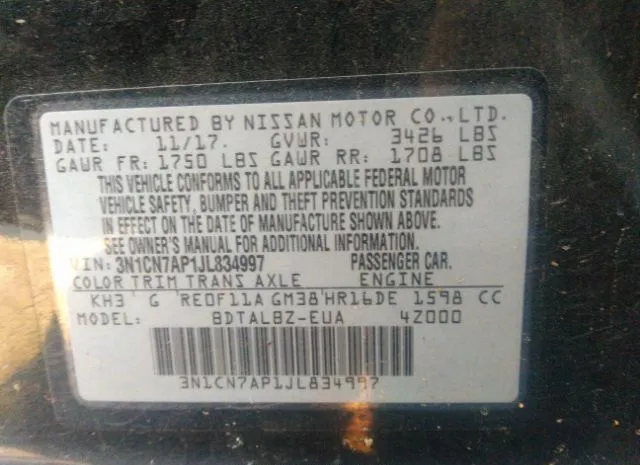 MANUFACTURED BY NISSAN MOTOR CO.,LTD.
DATE: 11/17. GVWR: 3426 LBS
GAWR FR: 1750 LBS GAWR RR: 1708 LBS
THIS VEHICLE CONFORMS TO ALL APPLICABLE FEDERAL MOTOR
VEHICLE SAFETY, BUMPER AND THEFT PREVENTION STANDARDS
IN EFFECT ON THE DATE OF MANUFACTURE SHOWN ABOVE.
SEE OWNER'S MANUAL FOR ADDITIONAL INFORMATION.
VIN: 3N1CN7AP1JL834997 PASSENGER CAR.
COLOR TRIM TRANS AXLE ENGINE
KH3 G RE0F11A GM38 HR16DE 1598 CC
MODEL: BDTALBZ-EUA 4Z000
3N1CN7AP1JL834997